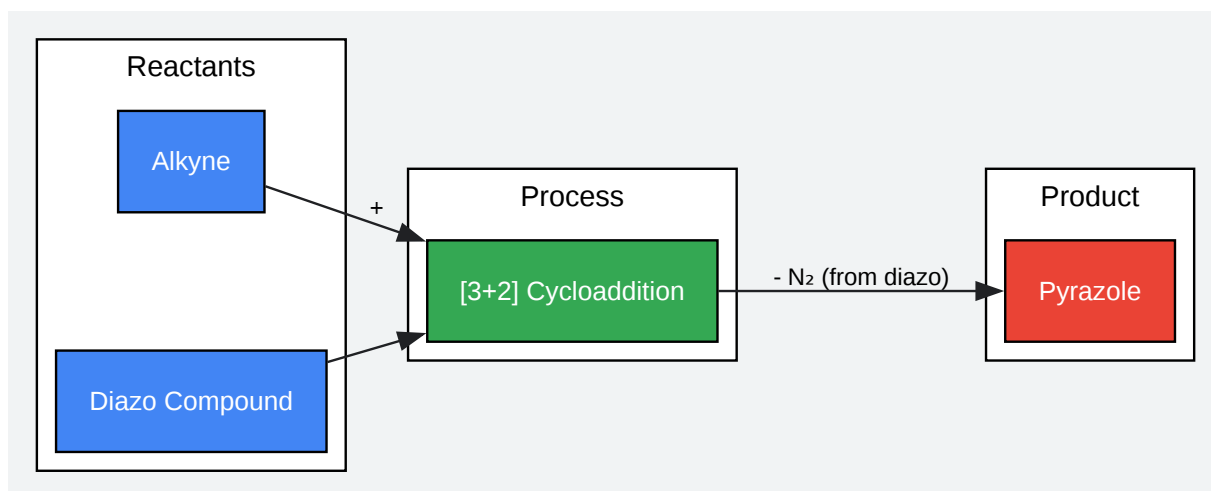 Reactants
Alkyne
Diazo Compound
+
Process
[3+2] Cycloaddition
- N₂ (from diazo)
Product
Pyrazole